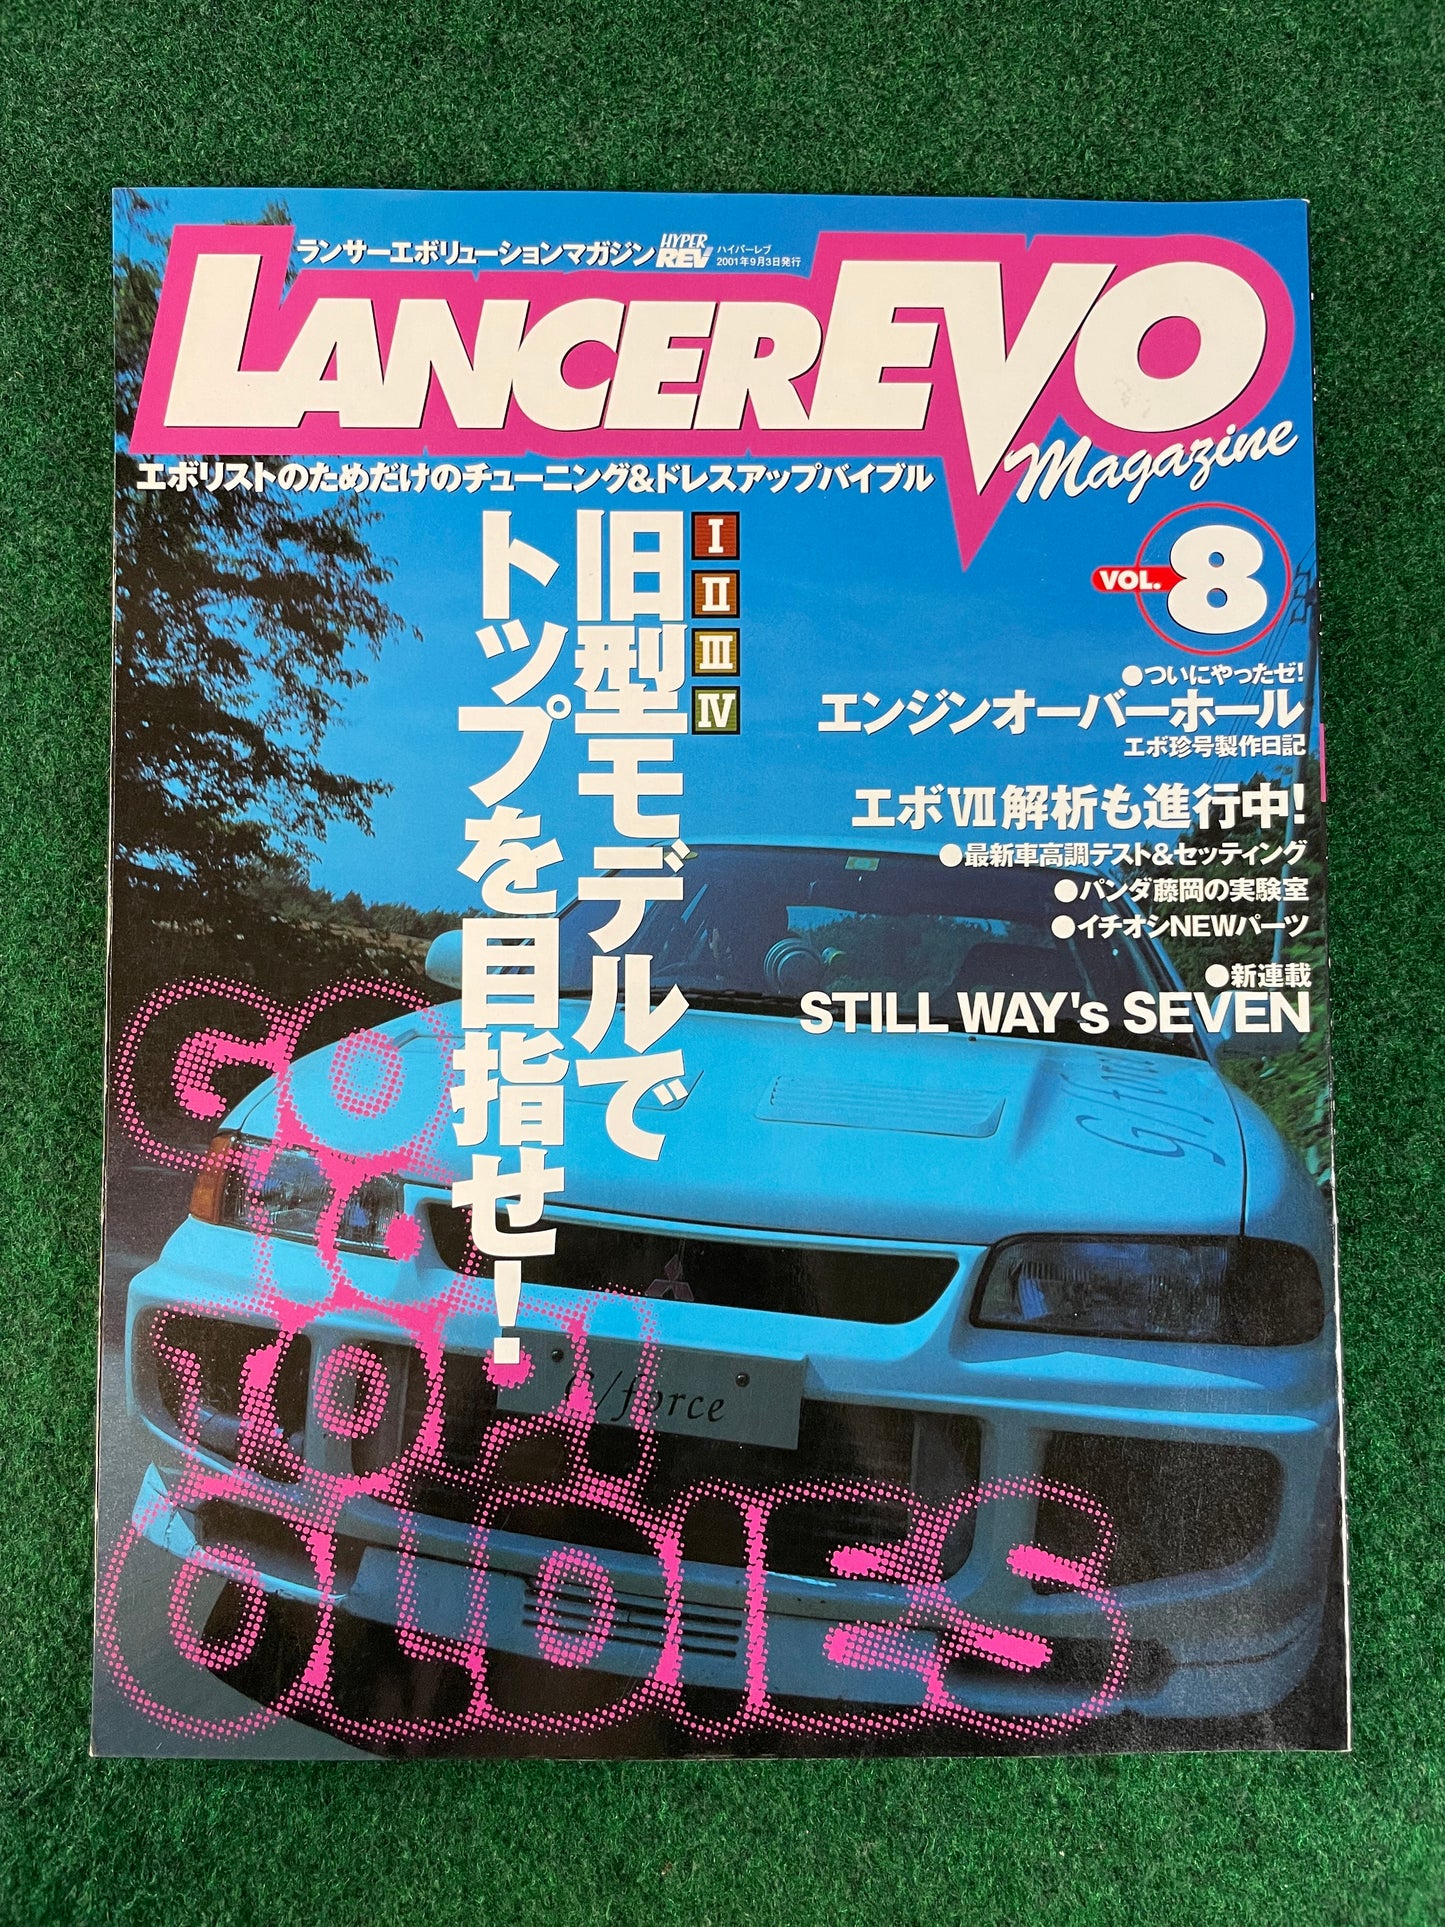 ランサーエボリューションマガジン
HYPER REV
ハイパーレブ
2001年9月3日発行
LANCER EVO
Magazine
エボリストのためだけのチューニング&ドレスアップバイブル
VOL. 8
I
II
III
IV
旧型モデルで
トップを目指せ!
●ついにやったゼ!
エンジンオーバーホール
エボ珍号製作日記
エボⅦ解析も進行中!
●最新車高調テスト&セッティング
●パンダ藤岡の実験室
●イチオシNEWパーツ
●新連載
STILL WAY's SEVEN
G/force
G/force
GO
TO
TOP!
OLDIES